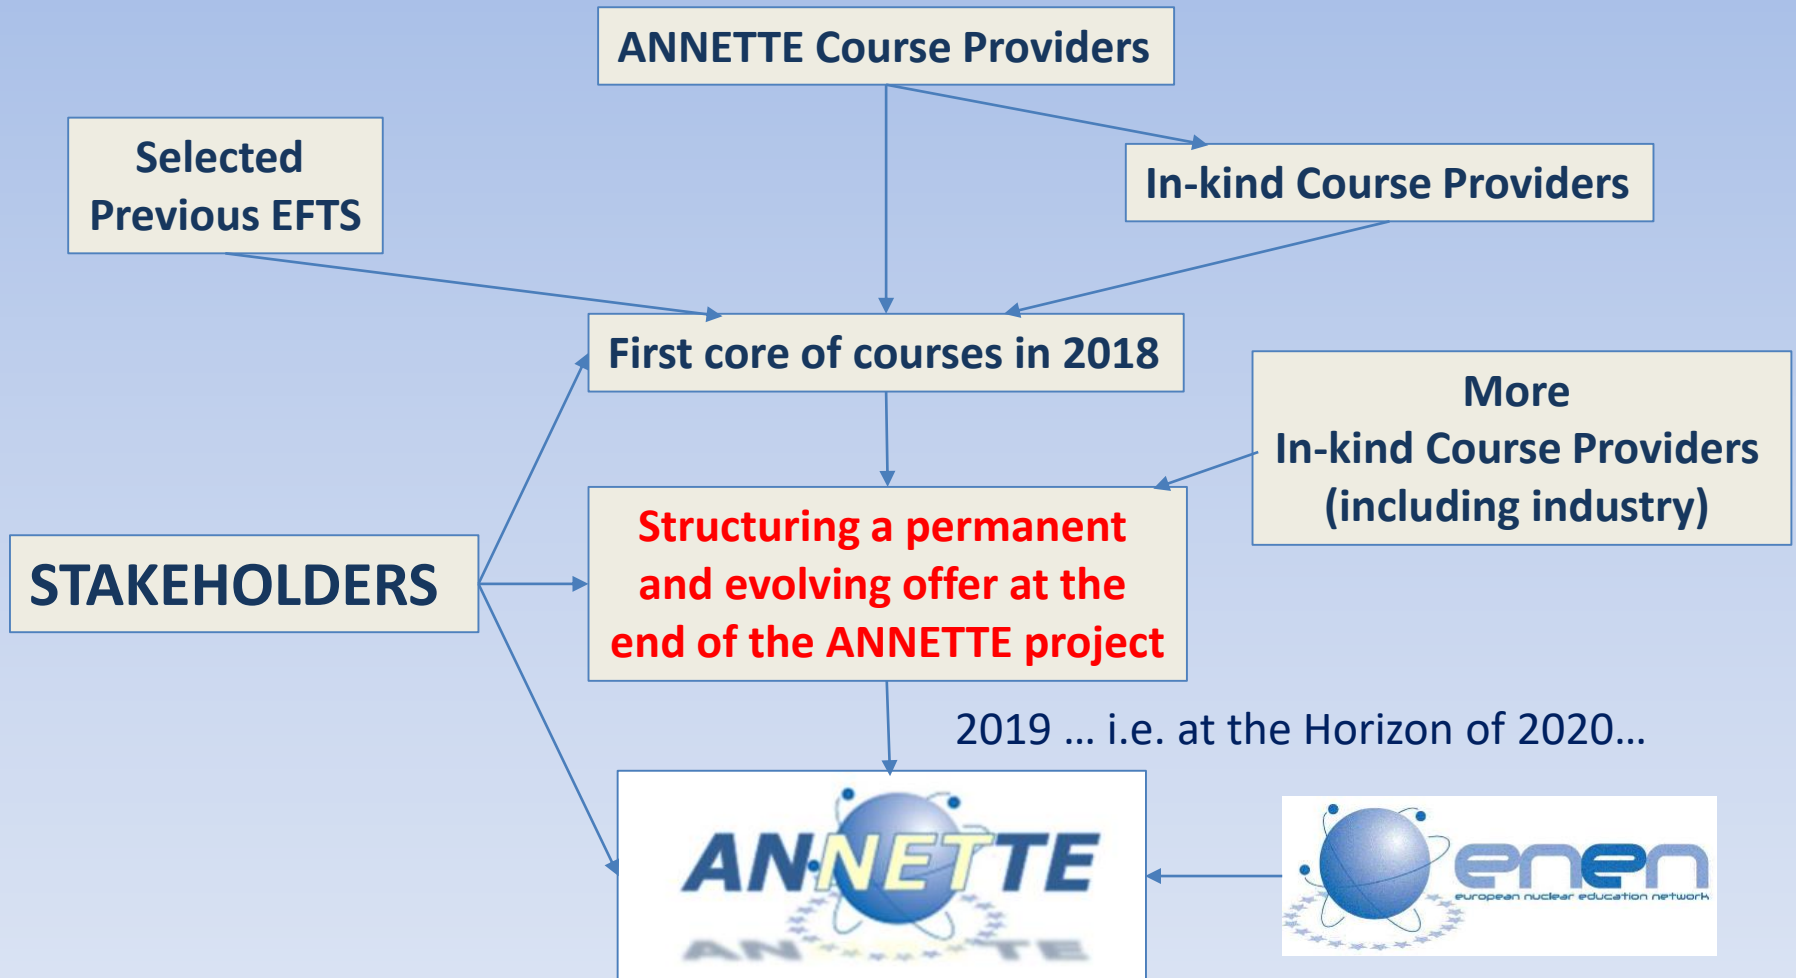 ANNETTE Course Providers
Selected
Previous EFTS
In-kind Course Providers
First core of courses in 2018
More
In-kind Course Providers
(including industry)
Structuring a permanent
and evolving offer at the
end of the ANNETTE project
STAKEHOLDERS
2019 ... i.e. at the Horizon of 2020...
ANNETTE
enen
european nuclear education network